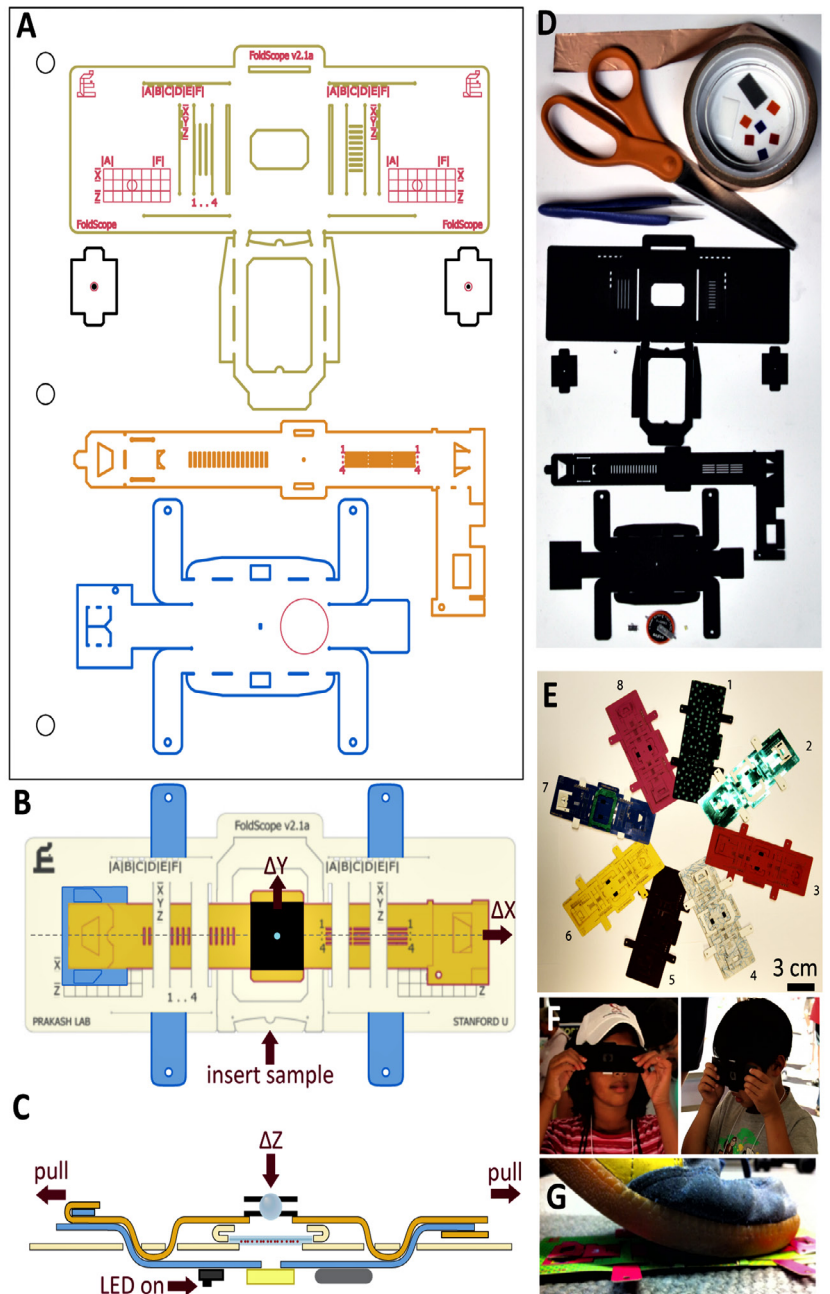 A
FoldScope v2.1a
|A|B|C|D|E|F|
|A|B|C|D|E|F|
X
Y
Z
X
Y
Z
|A|
|F|
|A|
|F|
X
Z
X
Z
1 . . 4
FoldScope
FoldScope
1
1
4
4
B
FoldScope v2.1a
|A|B|C|D|E|F|
|A|B|C|D|E|F|
ΔY
X
Y
Z
X
Y
Z
ΔX
1
1
4
4
X
Z
Z
1 . . 4
PRAKASH LAB
STANFORD U
insert sample
C
ΔZ
pull
pull
LED on
D
E
8
1
2
7
3
6
5
4
3 cm
F
G